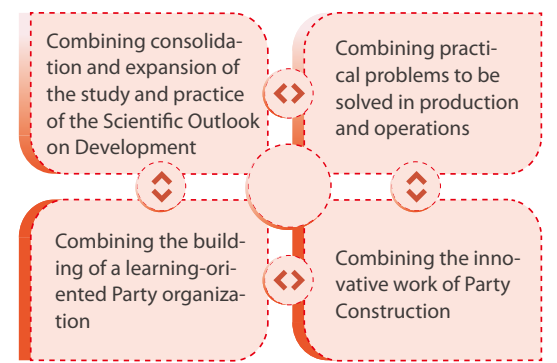 Combining consolida-
tion and expansion of
the study and practice
of the Scientific Outlook
on Development
Combining practi-
cal problems to be
solved in production
and operations
Combining the build-
ing of a learning-ori-
ented Party organiza-
tion
Combining the inno-
vative work of Party
Construction